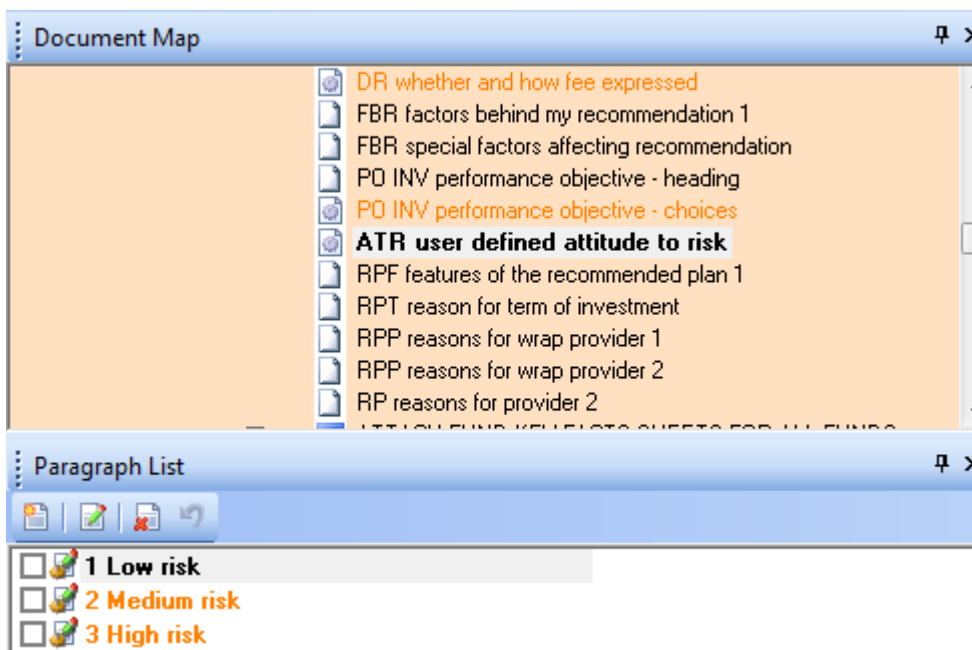 Document Map
DR whether and how fee expressed
FBR factors behind my recommendation 1
FBR special factors affecting recommendation
PO INV performance objective - heading
PO INV performance objective - choices
ATR user defined attitude to risk
RPF features of the recommended plan 1
RPT reason for term of investment
RPP reasons for wrap provider 1
RPP reasons for wrap provider 2
RP reasons for provider 2
Paragraph List
1 Low risk
2 Medium risk
3 High risk